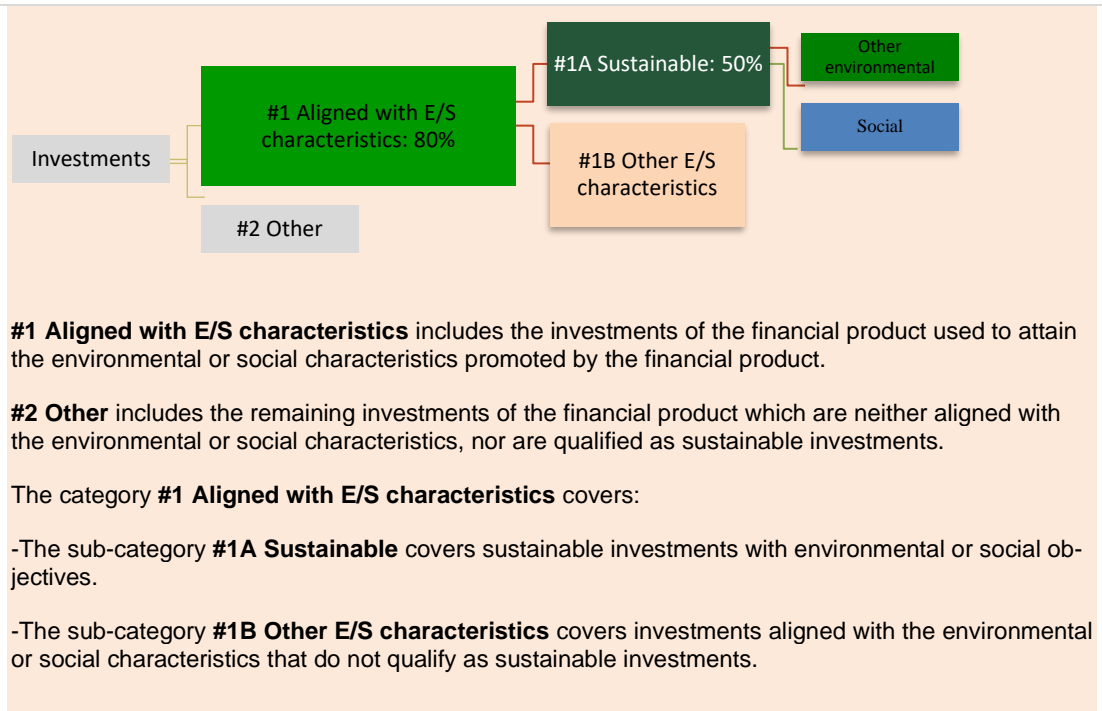 Investments
#1 Aligned with E/S
characteristics: 80%
#2 Other
#1A Sustainable: 50%
#1B Other E/S
characteristics
Other
environmental
Social
#1 Aligned with E/S characteristics includes the investments of the financial product used to attain
the environmental or social characteristics promoted by the financial product.
#2 Other includes the remaining investments of the financial product which are neither aligned with
the environmental or social characteristics, nor are qualified as sustainable investments.
The category #1 Aligned with E/S characteristics covers:
-The sub-category #1A Sustainable covers sustainable investments with environmental or social ob-
jectives.
-The sub-category #1B Other E/S characteristics covers investments aligned with the environmental
or social characteristics that do not qualify as sustainable investments.